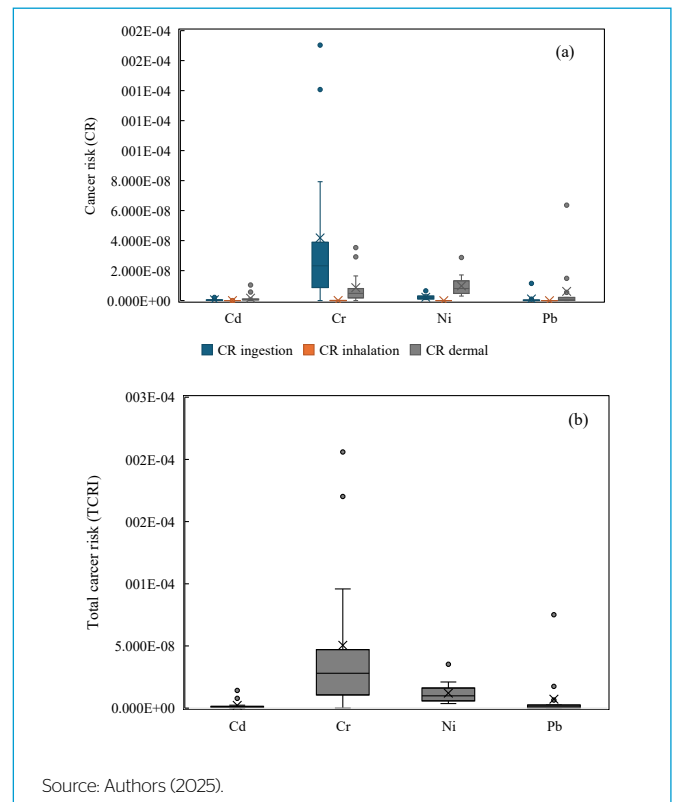 002E-04
(a)
002E-04
001E-04
001E-04
001E-04
8.000E-08
6.000E-08
4.000E-08
2.000E-08
0.000E+00
Cancer risk (CR)
Cd Cr Ni Pb
CR ingestion CR inhalation CR dermal
003E-04
(b)
002E-04
002E-04
001E-04
5.000E-08
0.000E+00
Total carcer risk (TCRI)
Cd Cr Ni Pb
Source: Authors (2025).